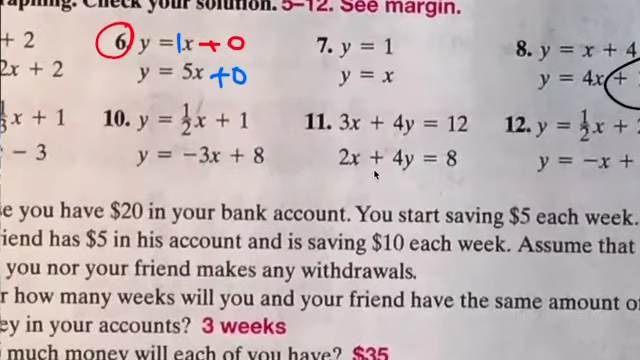 Check your solution. 5–12. See margin.
+ 2 6. y = 1x + 0 7. y = 1 8. y = x + 4
2x + 2 y = 5x + 0 y = x y = 4x +
1/3x + 1 10. y = 1/2x + 1 11. 3x + 4y = 12 12. y = 1/2x +
− 3 y = −3x + 8 2x + 4y = 8 y = −x +
e you have $20 in your bank account. You start saving $5 each week.
iend has $5 in his account and is saving $10 each week. Assume that
you nor your friend makes any withdrawals.
r how many weeks will you and your friend have the same amount o
ey in your accounts? 3 weeks
much money will each of you have? $35